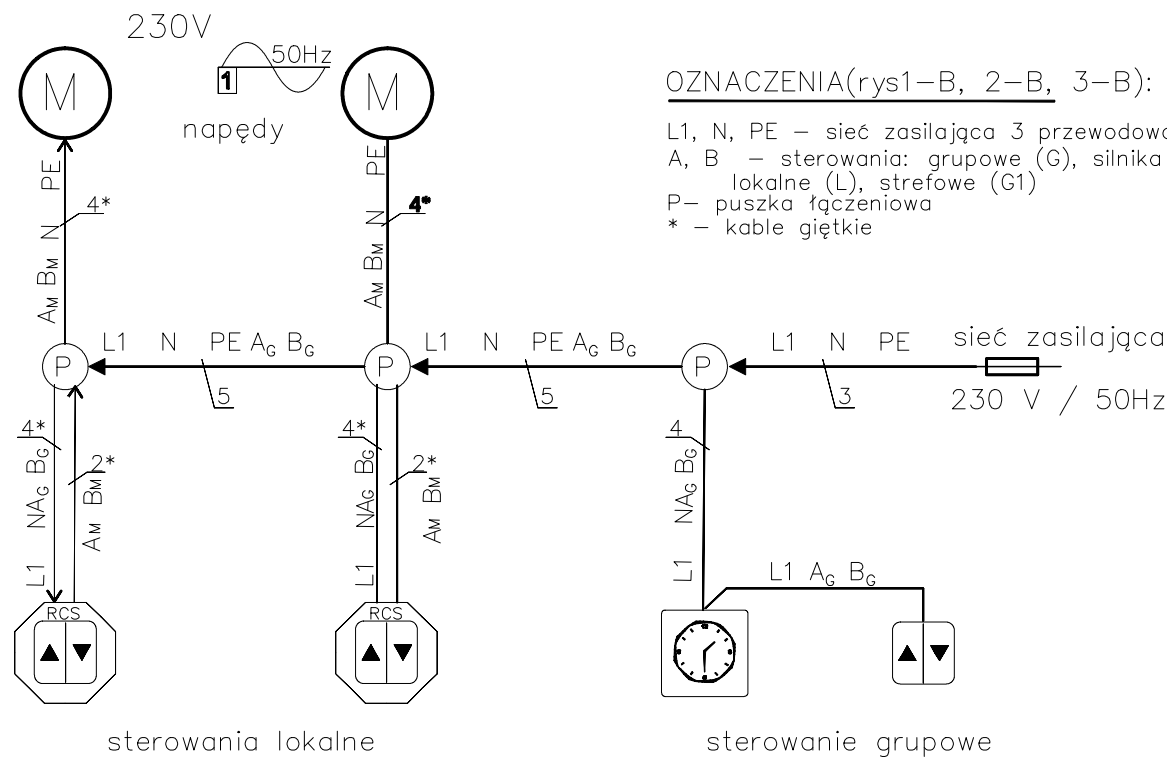 230V
50Hz
1
M
M
napędy
OZNACZENIA(rys1-B, 2-B, 3-B):
L1, N, PE - sieć zasilająca 3 przewodowa
A, B - sterowania: grupowe (G), silnika
lokalne (L), strefowe (G1)
P- puszka łączeniowa
* - kable giętkie
PE
N
AM BM
4*
PE
N
AM BM
4*
P
L1 N PE AG BG
5
P
L1 N PE AG BG
5
P
L1 N PE
3
sieć zasilająca
230 V / 50Hz
4*
L1 NAG BG
2*
AM BM
4*
L1 NAG BG
2*
AM BM
4
L1 NAG BG
L1 AG BG
RCS
RCS
sterowania lokalne
sterowanie grupowe